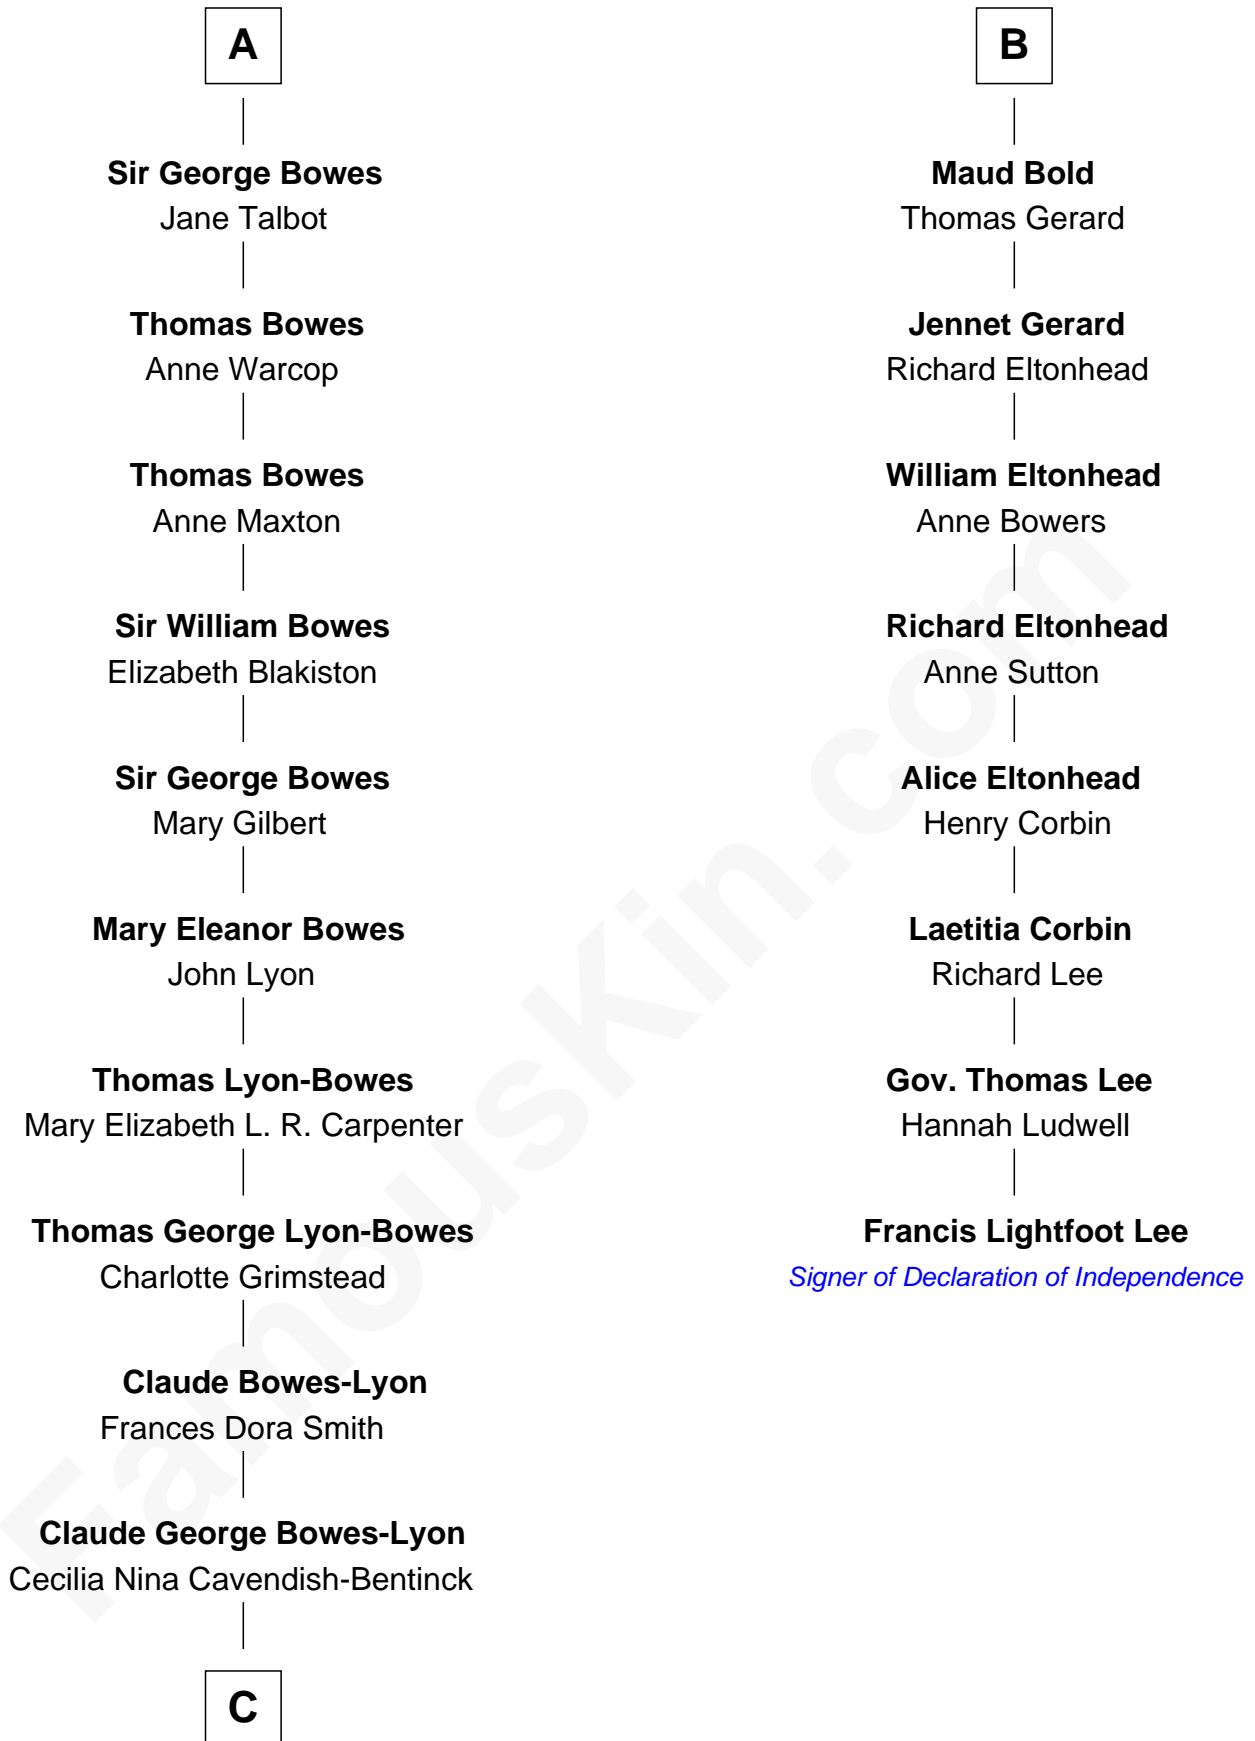 A
Sir George Bowes
Jane Talbot
Thomas Bowes
Anne Warcop
Thomas Bowes
Anne Maxton
Sir William Bowes
Elizabeth Blakiston
Sir George Bowes
Mary Gilbert
Mary Eleanor Bowes
John Lyon
Thomas Lyon-Bowes
Mary Elizabeth L. R. Carpenter
Thomas George Lyon-Bowes
Charlotte Grimstead
Claude Bowes-Lyon
Frances Dora Smith
Claude George Bowes-Lyon
Cecilia Nina Cavendish-Bentinck
C
B
Maud Bold
Thomas Gerard
Jennet Gerard
Richard Eltonhead
William Eltonhead
Anne Bowers
Richard Eltonhead
Anne Sutton
Alice Eltonhead
Henry Corbin
Laetitia Corbin
Richard Lee
Gov. Thomas Lee
Hannah Ludwell
Francis Lightfoot Lee
Signer of Declaration of Independence
FamousKin.com